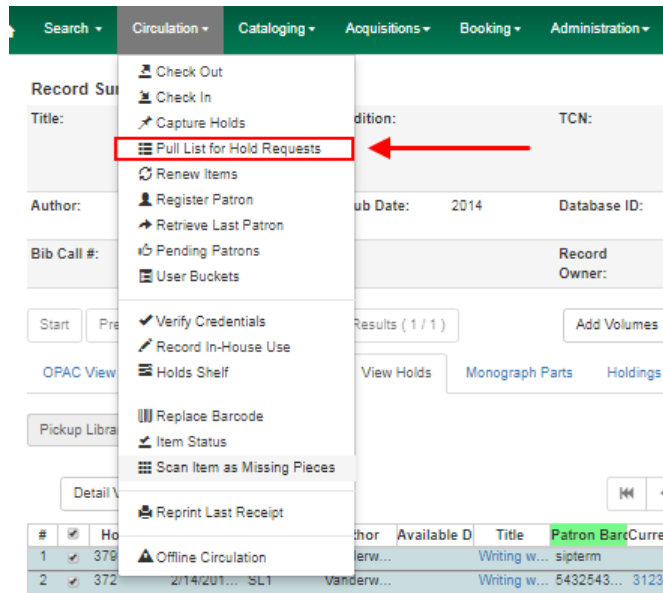 Search Circulation Cataloging Acquisitions Booking Administration
Check Out
Record Sur
Check In
Title: dition: TCN:
Capture Holds
Pull List for Hold Requests
Renew Items
Register Patron
Author: ub Date: 2014 Database ID:
Retrieve Last Patron
Pending Patrons
Bib Call #: Record Owner:
User Buckets
Verify Credentials
Start Pre Results ( 1 / 1 ) Add Volumes
Record In-House Use
Holds Shelf
OPAC View View Holds Monograph Parts Holdings
Replace Barcode
Pickup Libra
Item Status
Scan Item as Missing Pieces
Detail V
Reprint Last Receipt
# Ho thor Available D Title Patron Barc Curre
Offline Circulation
1 379 lerw... Writing w... sipterm
2 372 2/14/201... SL1 Vanderw... Writing w... 5432543... 3123